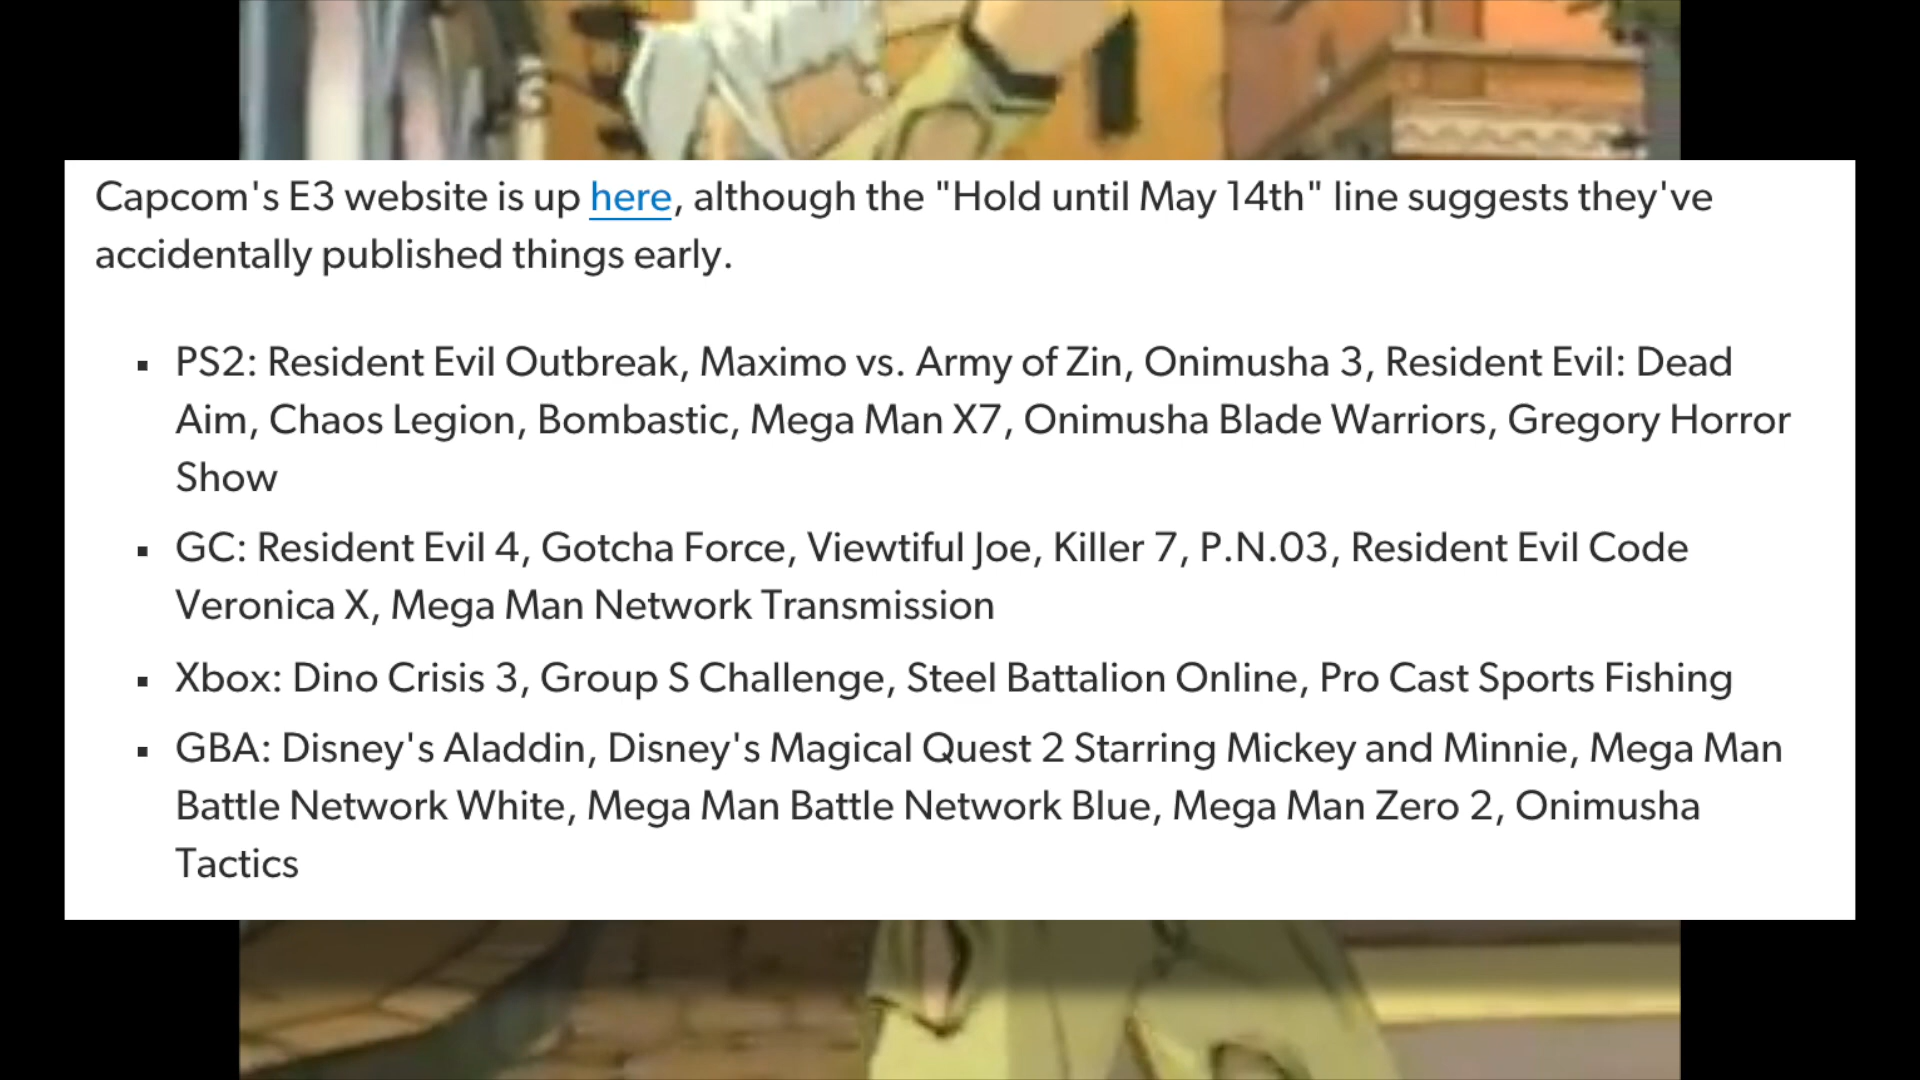 Capcom's E3 website is up here, although the "Hold until May 14th" line suggests they've
accidentally published things early.
▪ PS2: Resident Evil Outbreak, Maximo vs. Army of Zin, Onimusha 3, Resident Evil: Dead
Aim, Chaos Legion, Bombastic, Mega Man X7, Onimusha Blade Warriors, Gregory Horror
Show
▪ GC: Resident Evil 4, Gotcha Force, Viewtiful Joe, Killer 7, P.N.03, Resident Evil Code
Veronica X, Mega Man Network Transmission
▪ Xbox: Dino Crisis 3, Group S Challenge, Steel Battalion Online, Pro Cast Sports Fishing
▪ GBA: Disney's Aladdin, Disney's Magical Quest 2 Starring Mickey and Minnie, Mega Man
Battle Network White, Mega Man Battle Network Blue, Mega Man Zero 2, Onimusha
Tactics